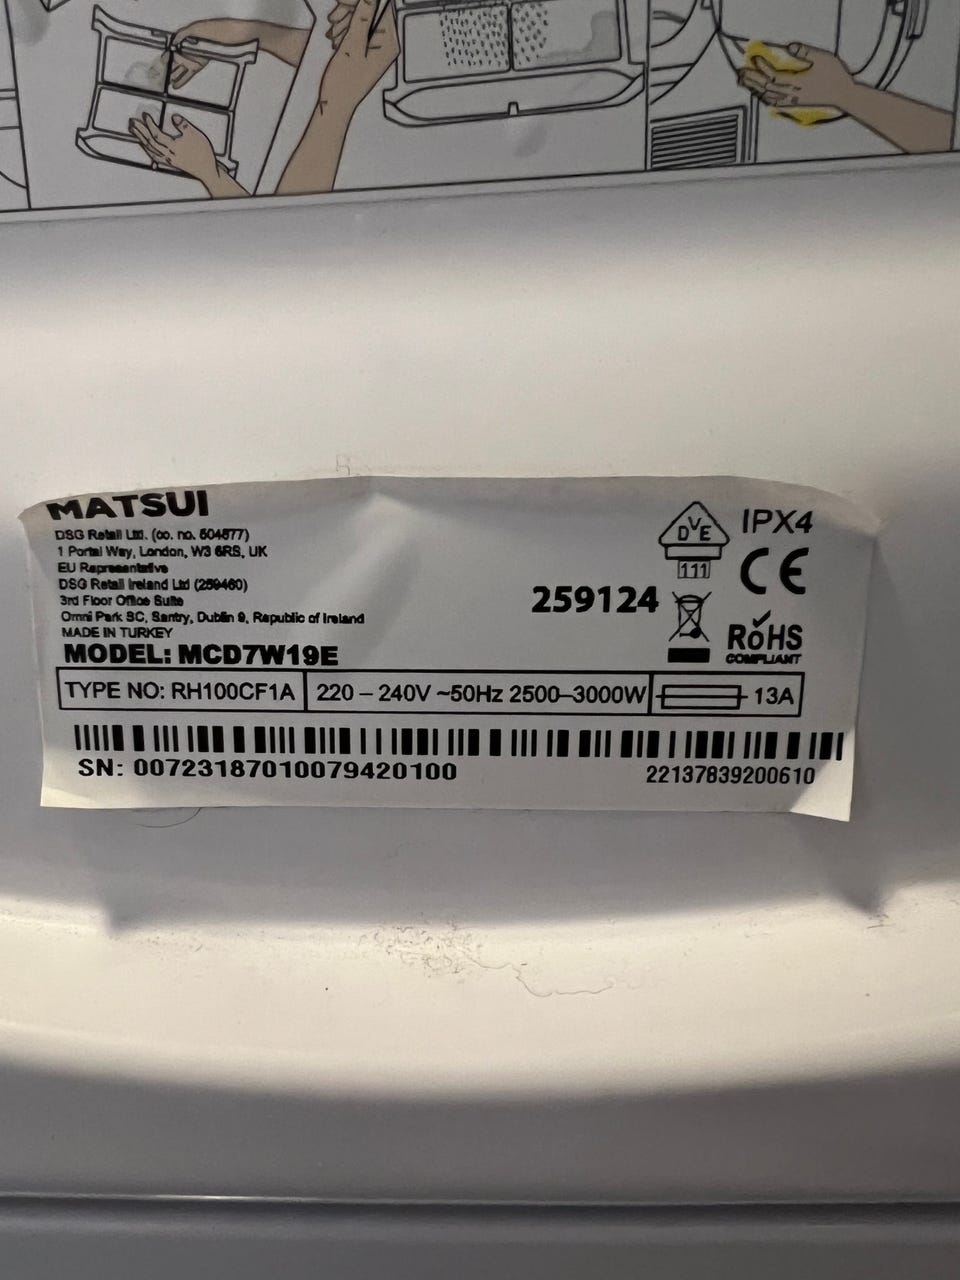 MATSUI
DSG Retail Ltd. (co. no. 504877)
1 Portal Way, London, W3 6RS, UK
EU Representative
DSG Retail Ireland Ltd (259460)
3rd Floor Office Suite
Omni Park SC, Santry, Dublin 9, Republic of Ireland
MADE IN TURKEY
MODEL: MCD7W19E
259124
DVE
111
IPX4
CE
RoHS
COMPLIANT
TYPE NO: RH100CF1A 220 – 240V ~50Hz 2500–3000W 13A
SN: 00723187010079420100 22137839200610